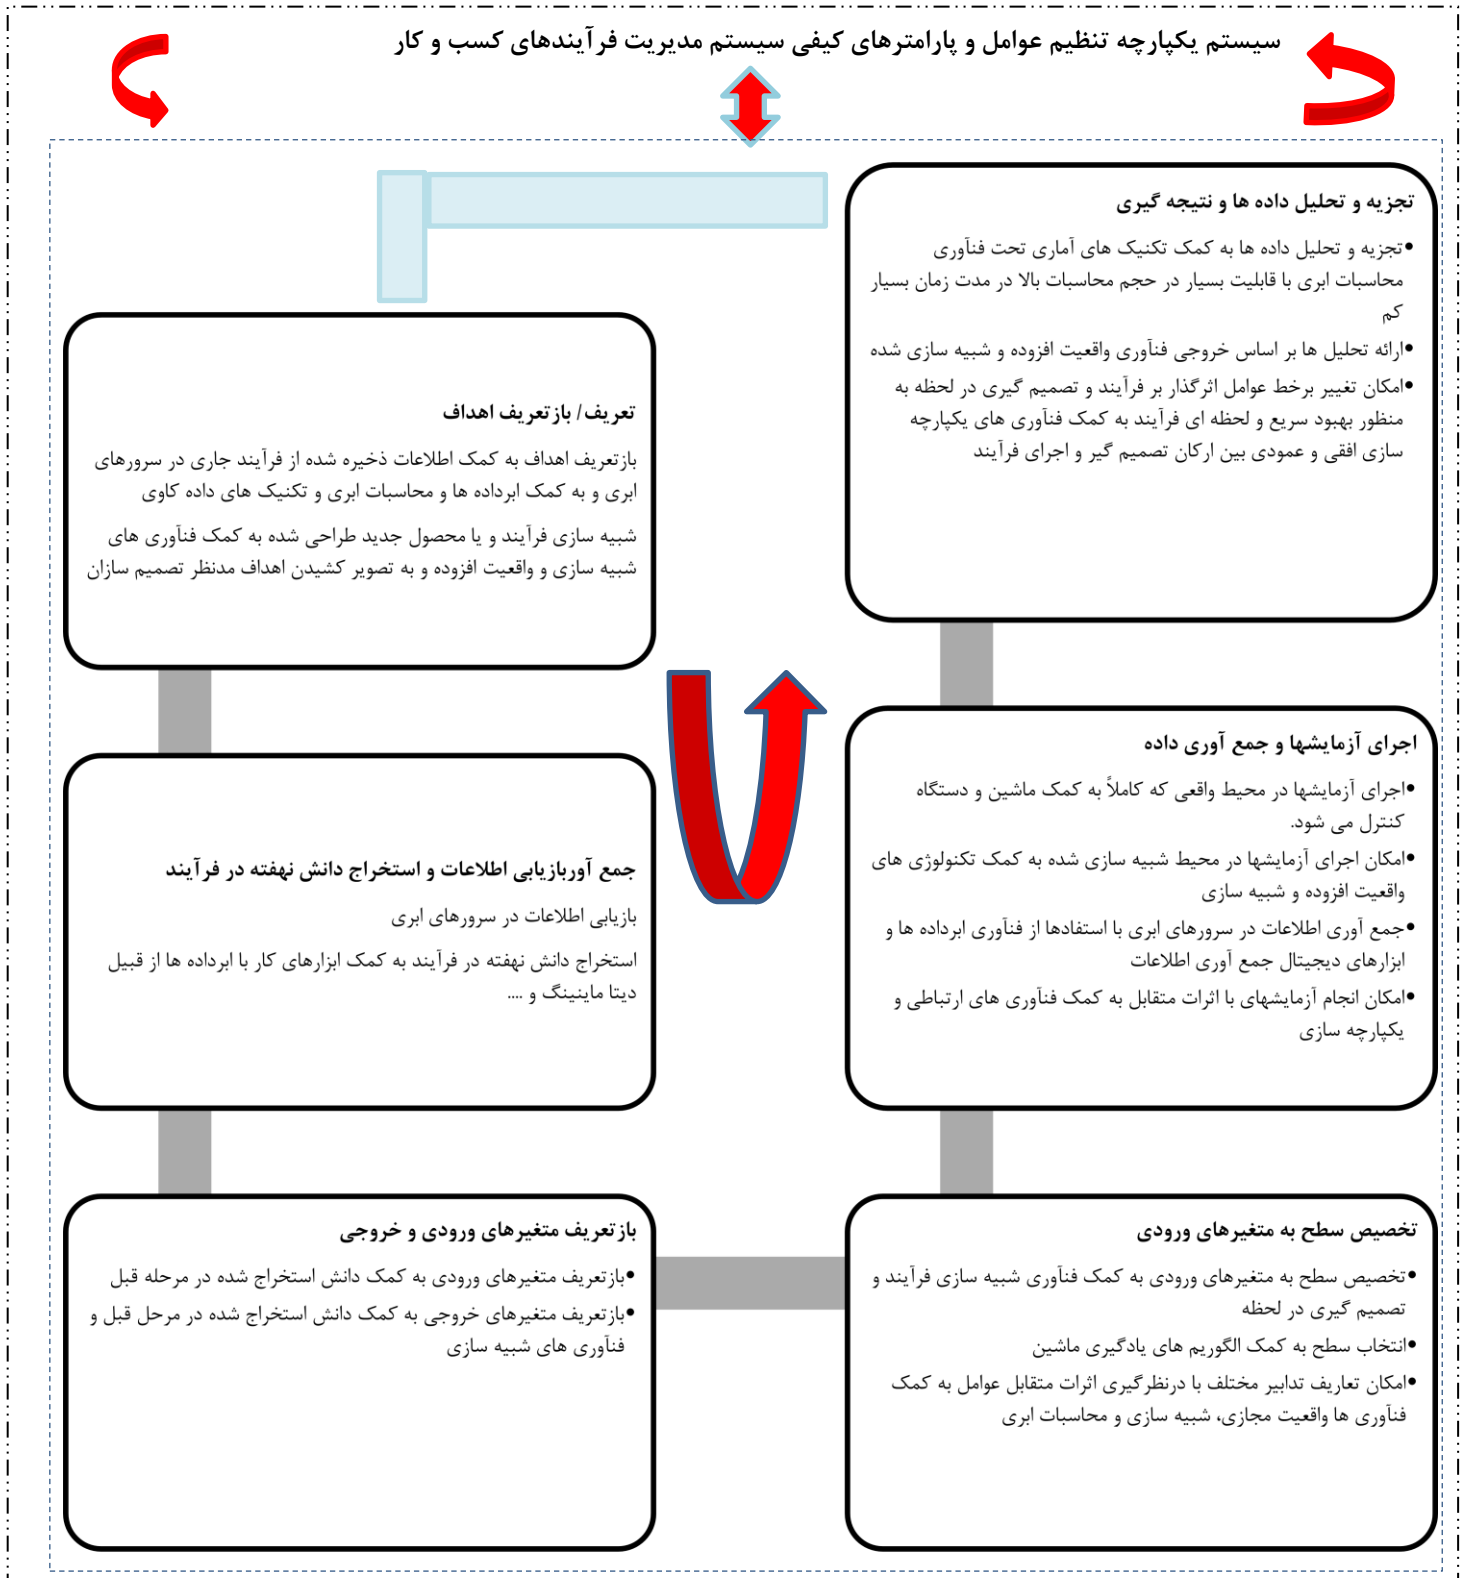 سیستم یکپارچه تنظیم عوامل و پارامترهای کیفی سیستم مدیریت فرآیندهای کسب و کار
تجزیه و تحلیل داده ها و نتیجه گیری
•تجزیه و تحلیل داده ها به کمک تکنیک های آماری تحت فنآوری
محاسبات ابری با قابلیت بسیار در حجم محاسبات بالا در مدت زمان بسیار
کم
•ارائه تحلیل ها بر اساس خروجی فنآوری واقعیت افزوده و شبیه سازی شده
•امکان تغییر برخط عوامل اثرگذار بر فرآیند و تصمیم گیری در لحظه به
منظور بهبود سریع و لحظه ای فرآیند به کمک فنآوری های یکپارچه
سازی افقی و عمودی بین ارکان تصمیم گیر و اجرای فرآیند
تعریف/ بازتعریف اهداف
بازتعریف اهداف به کمک اطلاعات ذخیره شده از فرآیند جاری در سرورهای
ابری و به کمک ابرداده ها و محاسبات ابری و تکنیک های داده کاوی
شبیه سازی فرآیند و یا محصول جدید طراحی شده به کمک فنآوری های
شبیه سازی و واقعیت افزوده و به تصویر کشیدن اهداف مدنظر تصمیم سازان
اجرای آزمایشها و جمع آوری داده
•اجرای آزمایشها در محیط واقعی که کاملاً به کمک ماشین و دستگاه
کنترل می شود.
•امکان اجرای آزمایشها در محیط شبیه سازی شده به کمک تکنولوژی های
واقعیت افزوده و شبیه سازی
•جمع آوری اطلاعات در سرورهای ابری با استفادها از فنآوری ابرداده ها و
ابزارهای دیجیتال جمع آوری اطلاعات
•امکان انجام آزمایشهای با اثرات متقابل به کمک فنآوری های ارتباطی و
یکپارچه سازی
جمع آوربازیابی اطلاعات و استخراج دانش نهفته در فرآیند
بازیابی اطلاعات در سرورهای ابری
استخراج دانش نهفته در فرآیند به کمک ابزارهای کار با ابرداده ها از قبیل
دیتا ماینینگ و ....
تخصیص سطح به متغیرهای ورودی
•تخصیص سطح به متغیرهای ورودی به کمک فنآوری شبیه سازی فرآیند و
تصمیم گیری در لحظه
•انتخاب سطح به کمک الگوریم های یادگیری ماشین
•امکان تعاریف تدابیر مختلف با درنظرگیری اثرات متقابل عوامل به کمک
فنآوری ها واقعیت مجازی، شبیه سازی و محاسبات ابری
بازتعریف متغیرهای ورودی و خروجی
•بازتعریف متغیرهای ورودی به کمک دانش استخراج شده در مرحله قبل
•بازتعریف متغیرهای خروجی به کمک دانش استخراج شده در مرحل قبل و
فنآوری های شبیه سازی